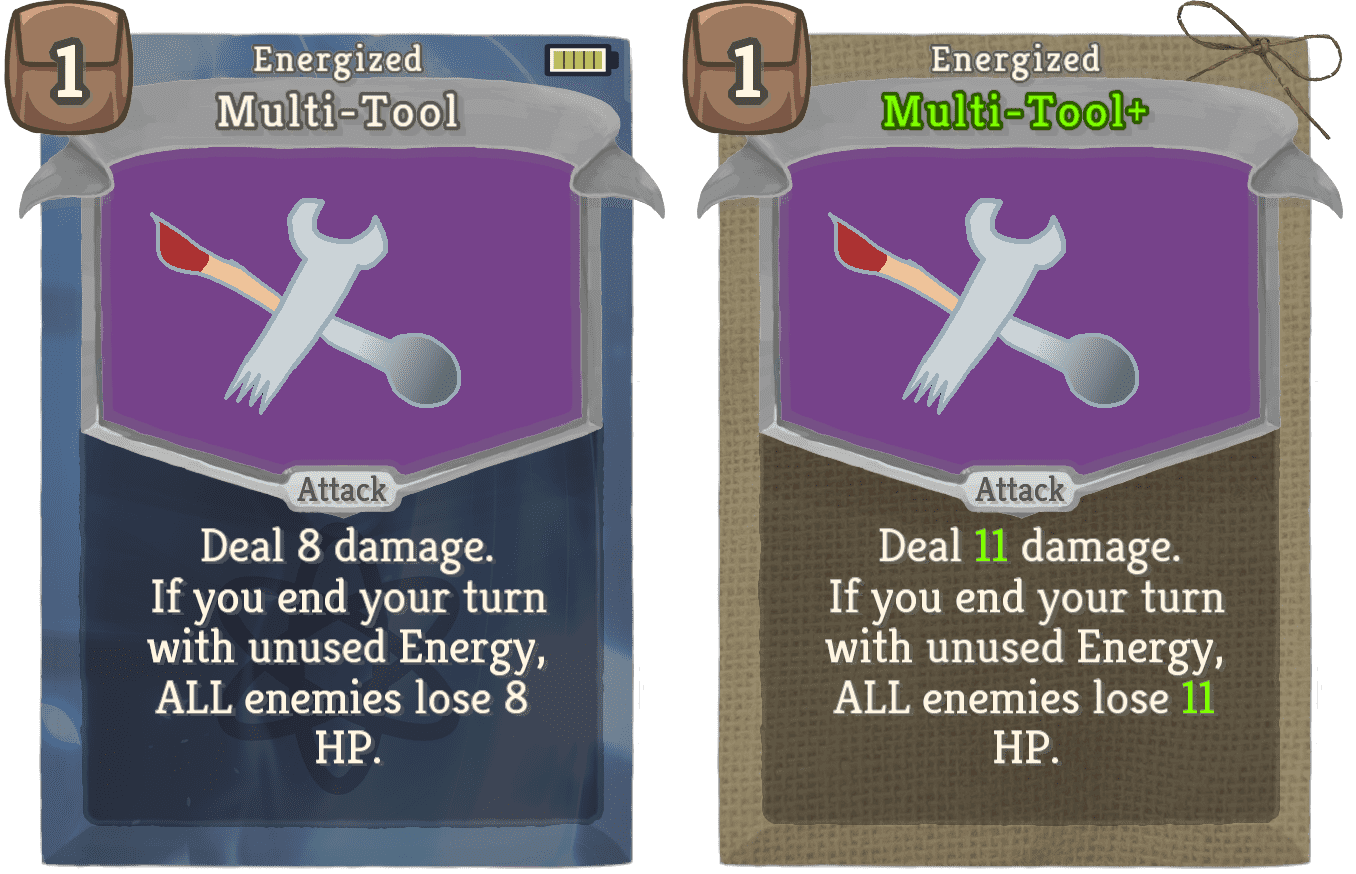 1
Energized
Multi-Tool
Attack
Deal 8 damage.
If you end your turn
with unused Energy,
ALL enemies lose 8
HP.
1
Energized
Multi-Tool+
Attack
Deal 11 damage.
If you end your turn
with unused Energy,
ALL enemies lose 11
HP.